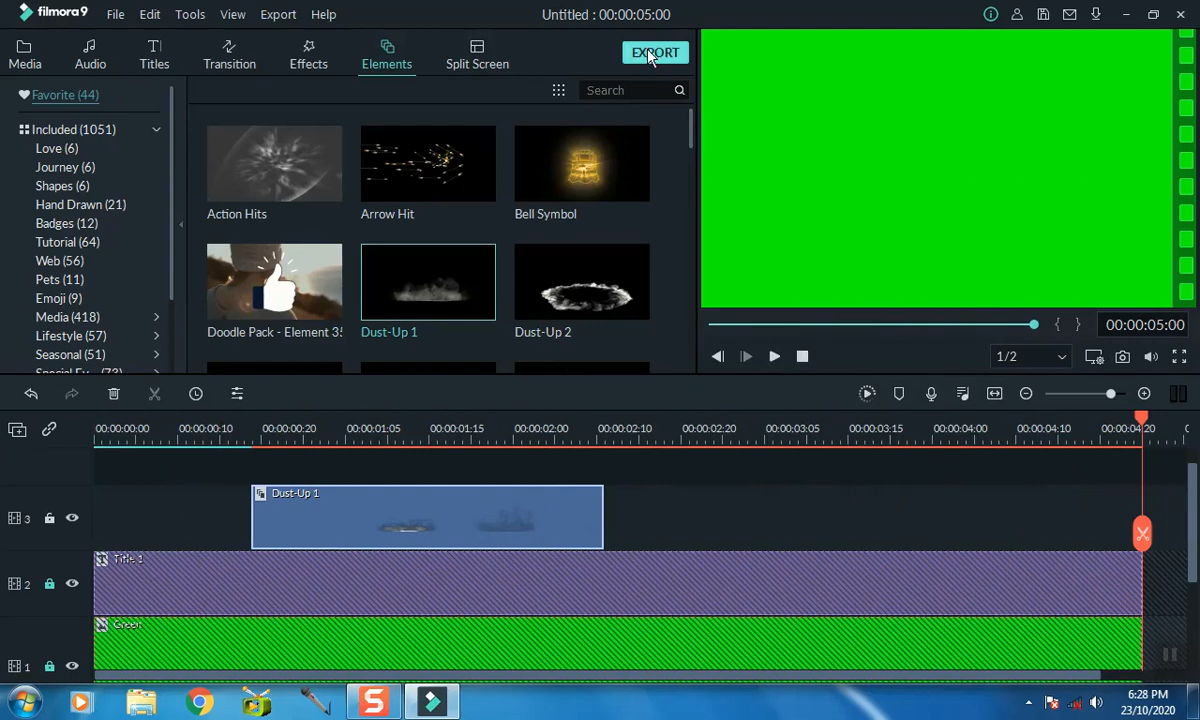 filmora9 File Edit Tools View Export Help Untitled : 00:00:05:00
Media Audio Titles Transition Effects Elements Split Screen EXPORT
Favorite (44)
Search
Included (1051)
Love (6)
Journey (6)
Shapes (6)
Hand Drawn (21)
Badges (12)
Tutorial (64)
Web (56)
Pets (11)
Emoji (9)
Media (418)
Lifestyle (57)
Seasonal (51)
Action Hits Arrow Hit Bell Symbol
Doodle Pack - Element 35 Dust-Up 1 Dust-Up 2
{ } 00:00:05:00
1/2
00:00:00:00 00:00:00:10 00:00:00:20 00:00:01:05 00:00:01:15 00:00:02:00 00:00:02:10 00:00:02:20 00:00:03:05 00:00:03:15 00:00:04:00 00:00:04:10 00:00:04:20
3 Dust-Up 1
2 Title 1
1 Green
6:28 PM
23/10/2020